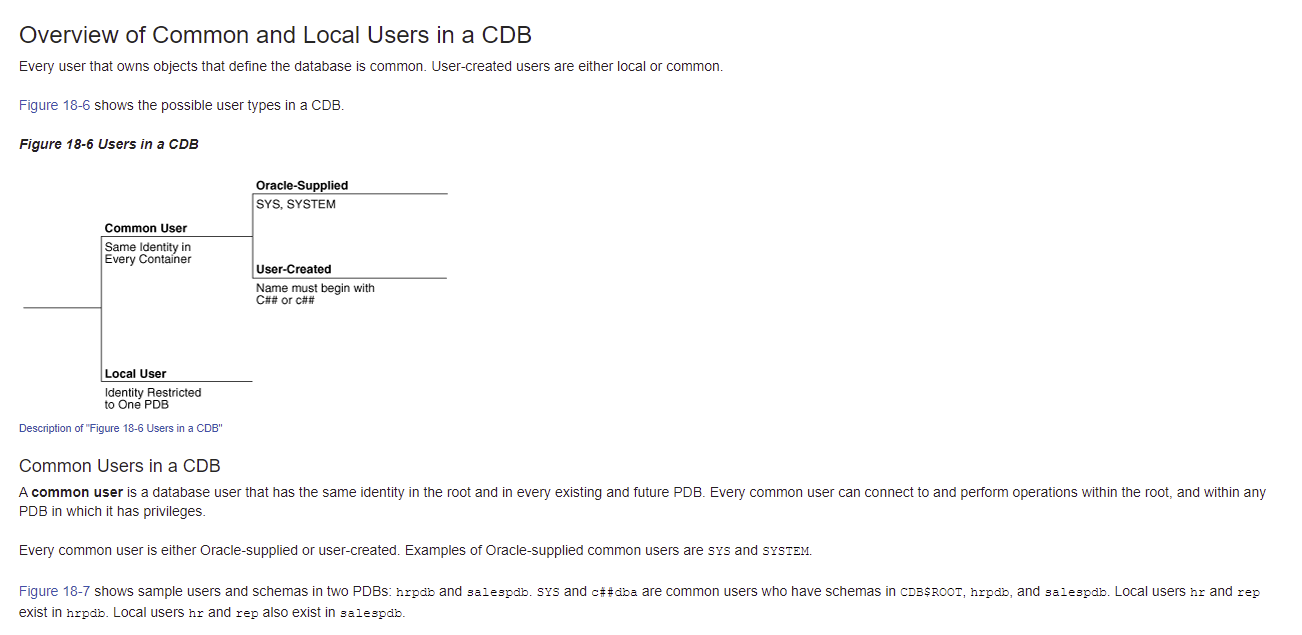 Overview of Common and Local Users in a CDB
Every user that owns objects that define the database is common. User-created users are either local or common.
Figure 18-6 shows the possible user types in a CDB.
Figure 18-6 Users in a CDB
Oracle-Supplied
SYS, SYSTEM
Common User
Same Identity in
Every Container
User-Created
Name must begin with
C## or c##
Local User
Identity Restricted
to One PDB
Description of "Figure 18-6 Users in a CDB"
Common Users in a CDB
A common user is a database user that has the same identity in the root and in every existing and future PDB. Every common user can connect to and perform operations within the root, and within any
PDB in which it has privileges.
Every common user is either Oracle-supplied or user-created. Examples of Oracle-supplied common users are SYS and SYSTEM.
Figure 18-7 shows sample users and schemas in two PDBs: hrpdb and salespdb. SYS and c##dba are common users who have schemas in CDB$ROOT, hrpdb, and salespdb. Local users hr and rep
exist in hrpdb. Local users hr and rep also exist in salespdb.